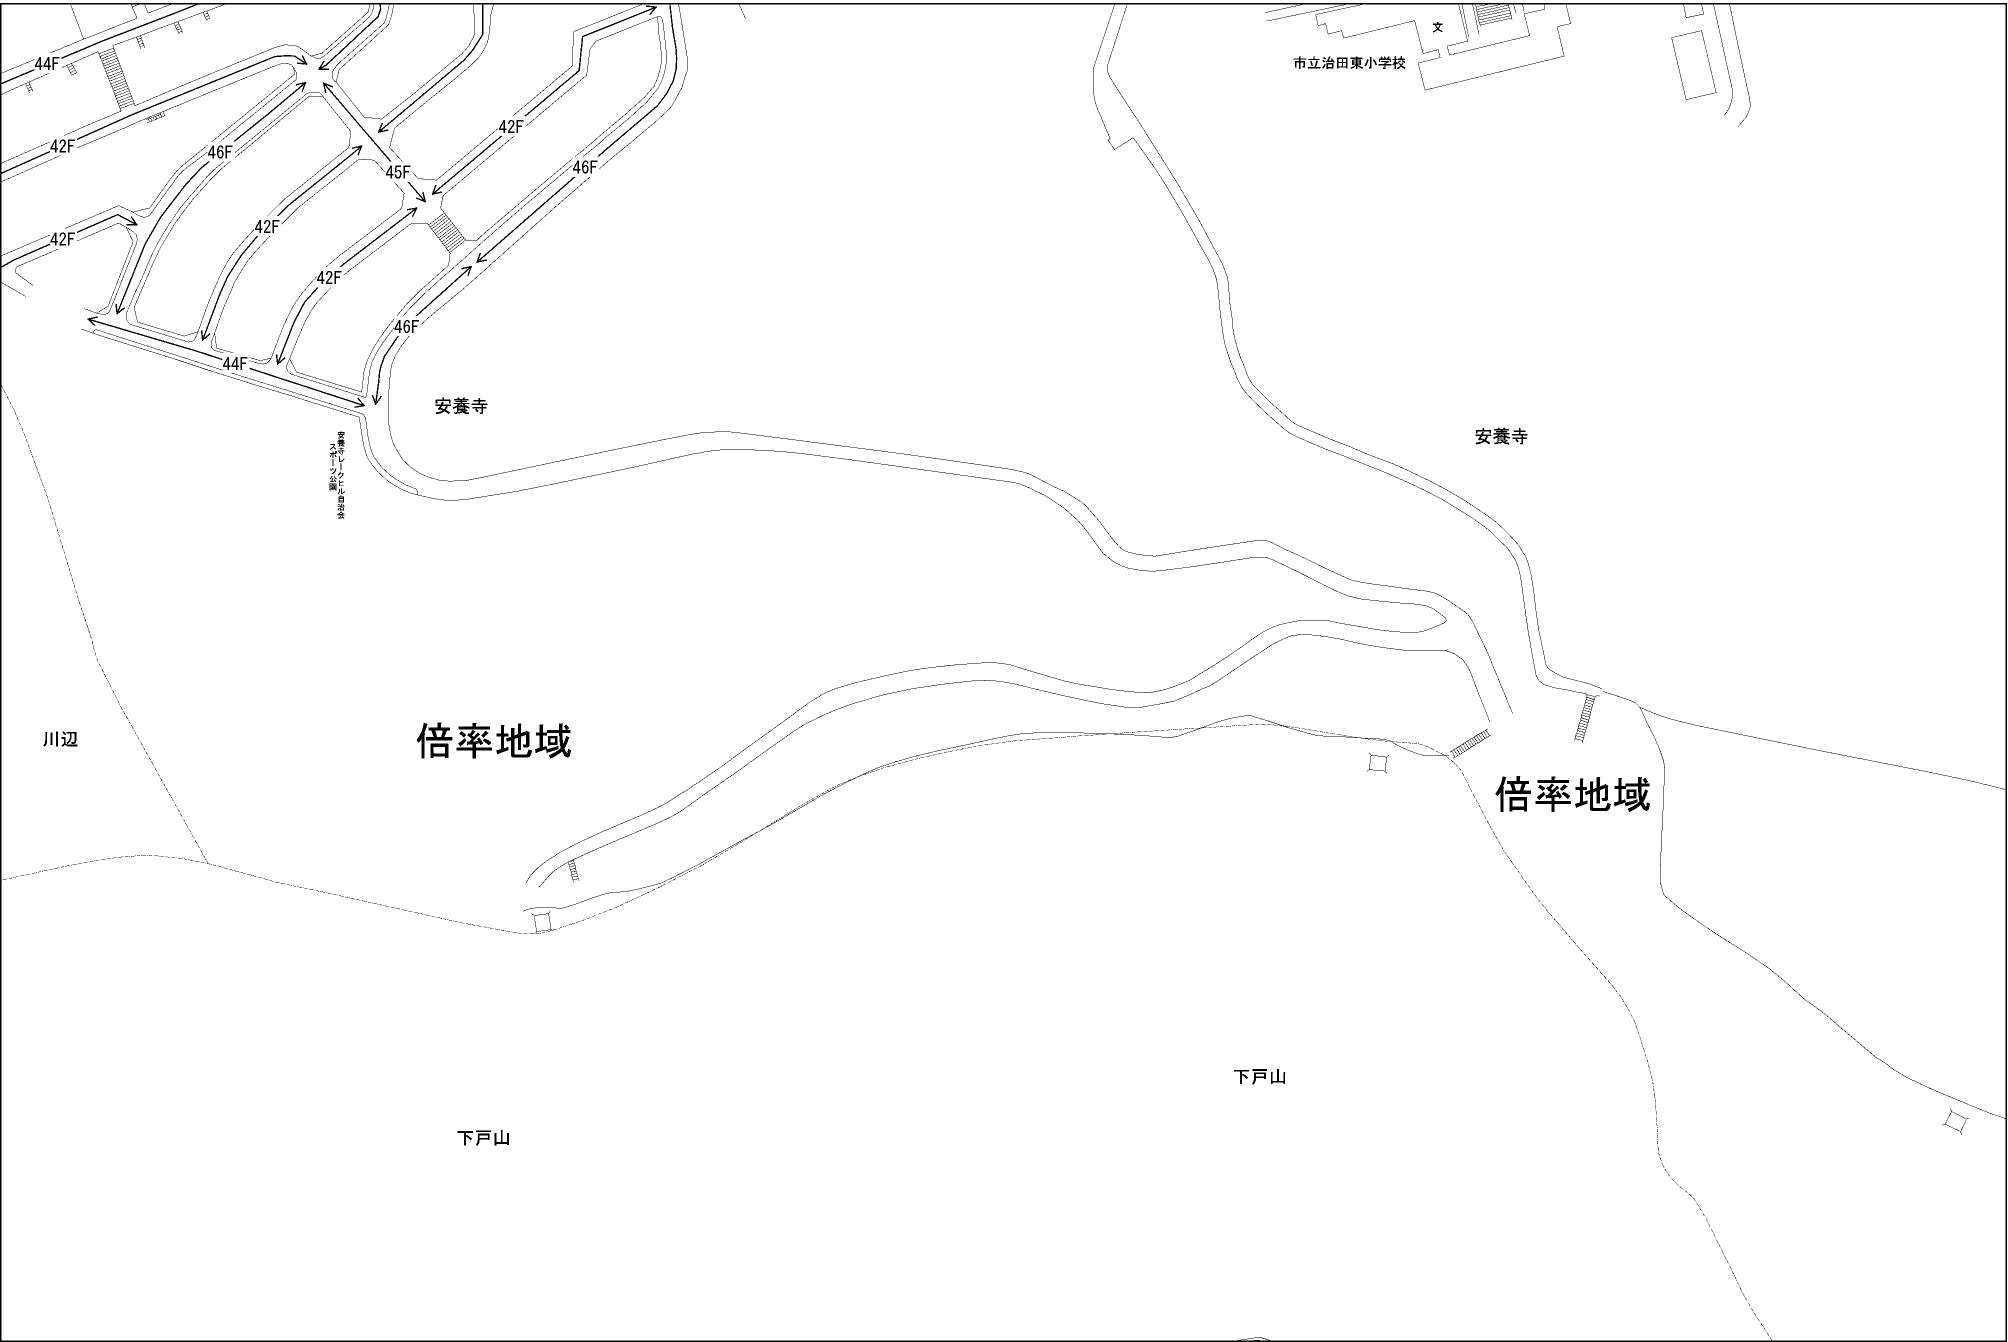 44F
文
市立治田東小学校
42F
42F
46F
46F
45F
42F
42F
42F
46F
44F
安養寺
安養寺
安養寺レークヒル自治会
スポーツ公園
川辺
倍率地域
倍率地域
下戸山
下戸山